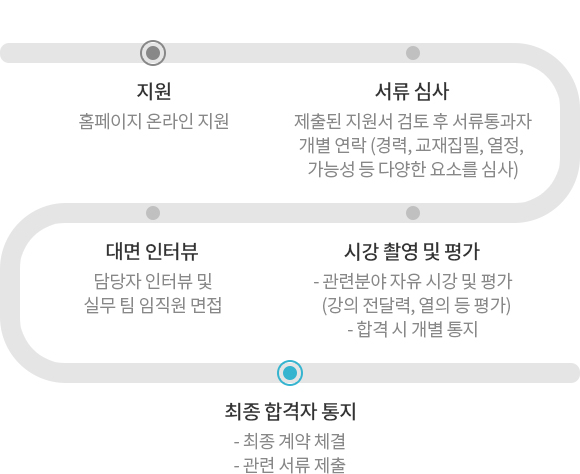 지원
홈페이지 온라인 지원
서류 심사
제출된 지원서 검토 후 서류통과자
개별 연락 (경력, 교재집필, 열정,
가능성 등 다양한 요소를 심사)
시강 촬영 및 평가
- 관련분야 자유 시강 및 평가
(강의 전달력, 열의 등 평가)
- 합격 시 개별 통지
대면 인터뷰
담당자 인터뷰 및
실무 팀 임직원 면접
최종 합격자 통지
- 최종 계약 체결
- 관련 서류 제출